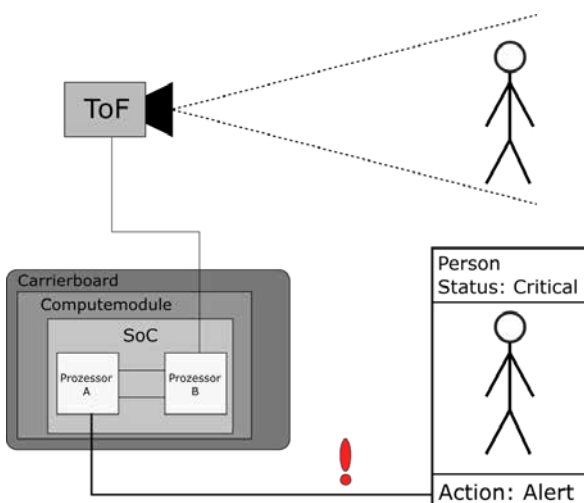 ToF
Carrierboard
Computemodule
SoC
Prozessor
A
Prozessor
B
Person
Status: Critical
!
Action: Alert